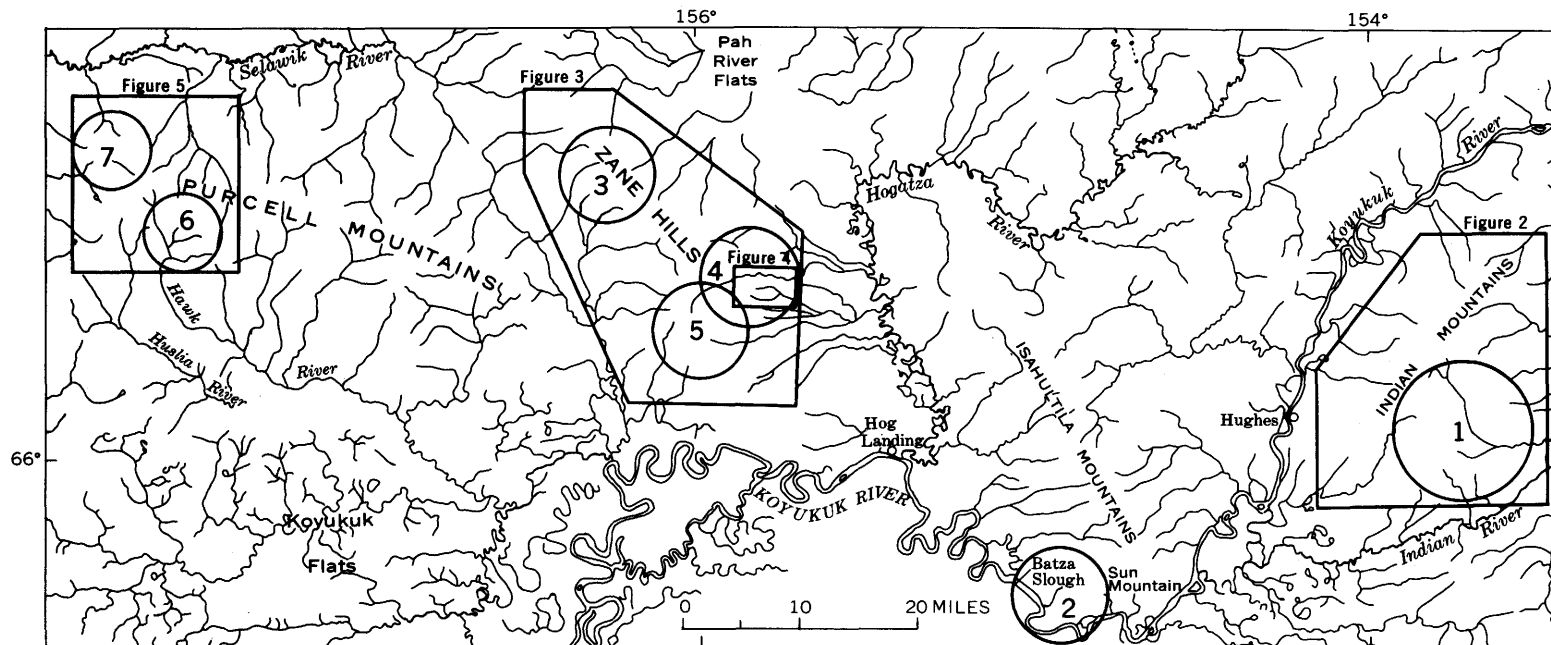 156°
154°
Pah
River
Flats
Selawik River
Figure 5
Figure 3
7
ZANE HILLS
3
Hogatza River
Koyukuk River
Figure 2
PURCELL MOUNTAINS
6
4
Figure 4
5
Hawk River
Huslia River
ISAHULTILA MOUNTAINS
INDIAN MOUNTAINS
Hughes
1
Hog
Landing
66°
KOYUKUK RIVER
Koyukuk
Flats
Indian River
Batza
Slough
2
Sun
Mountain
0 10 20 MILES